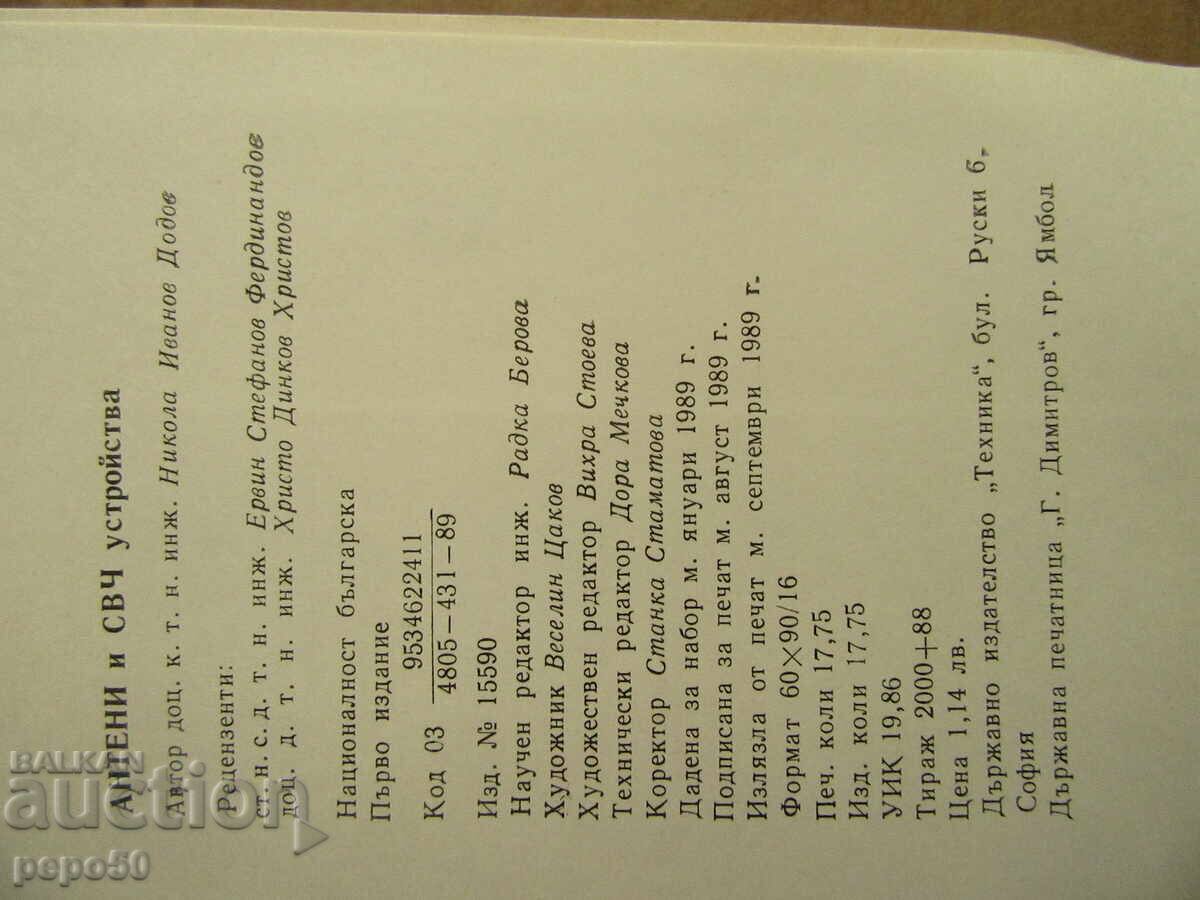 АНТЕНИ и СВЧ устройства
Автор доц. к. т. н. инж. Никола Иванов Додов
Рецензенти:
ст. н. с. д. т. н. инж. Ервин Стефанов Фердинандов
доц. д. т. н. инж. Христо Динков Христов
Националност българска
Първо издание
Код 03 9534622411
4805—431—89
Изд. № 15590
Научен редактор инж. Радка Берова
Художник Веселин Цаков
Художествен редактор Вихра Стоева
Технически редактор Дора Мечкова
Коректор Станка Стаматова
Дадена за набор м. януари 1989 г.
Подписана за печат м. август 1989 г.
Излязла от печат м. септември 1989 г.
Формат 60×90/16
Печ. коли 17,75
Изд. коли 17,75
УИК 19,86
Тираж 2000+88
Цена 1,14 лв.
Държавно издателство „Техника“, бул. Руски 6,
София
Държавна печатница „Г. Димитров“, гр. Ямбол
BALKAN
auction
pepo50